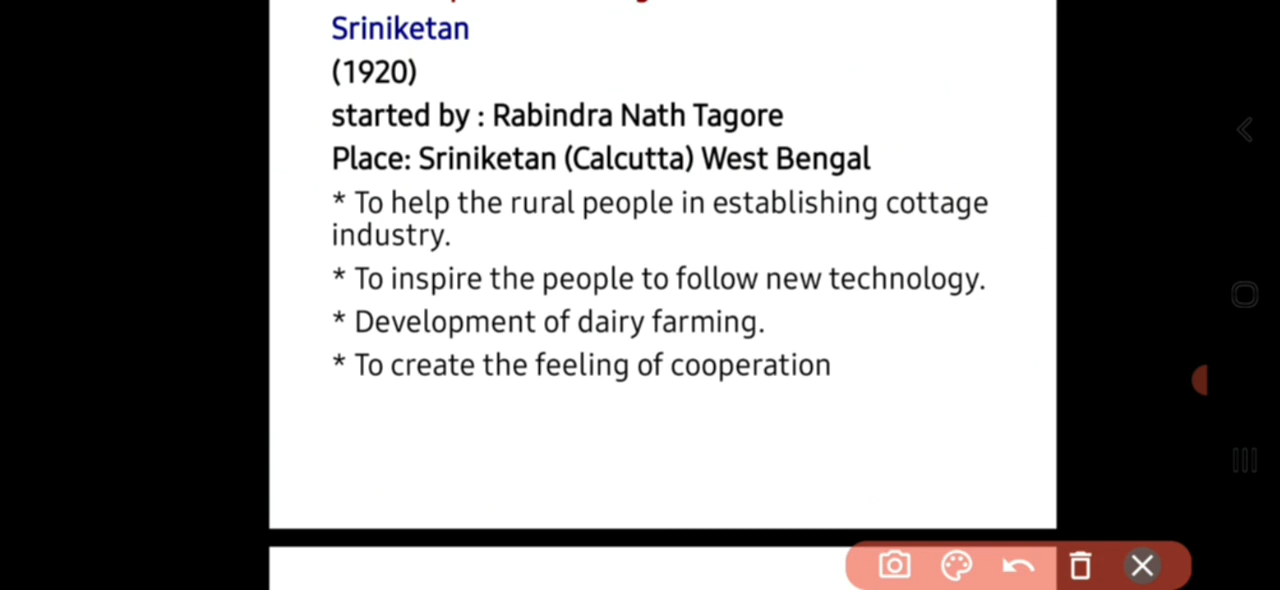 Sriniketan
(1920)
started by : Rabindra Nath Tagore
Place: Sriniketan (Calcutta) West Bengal
* To help the rural people in establishing cottage
industry.
* To inspire the people to follow new technology.
* Development of dairy farming.
* To create the feeling of cooperation